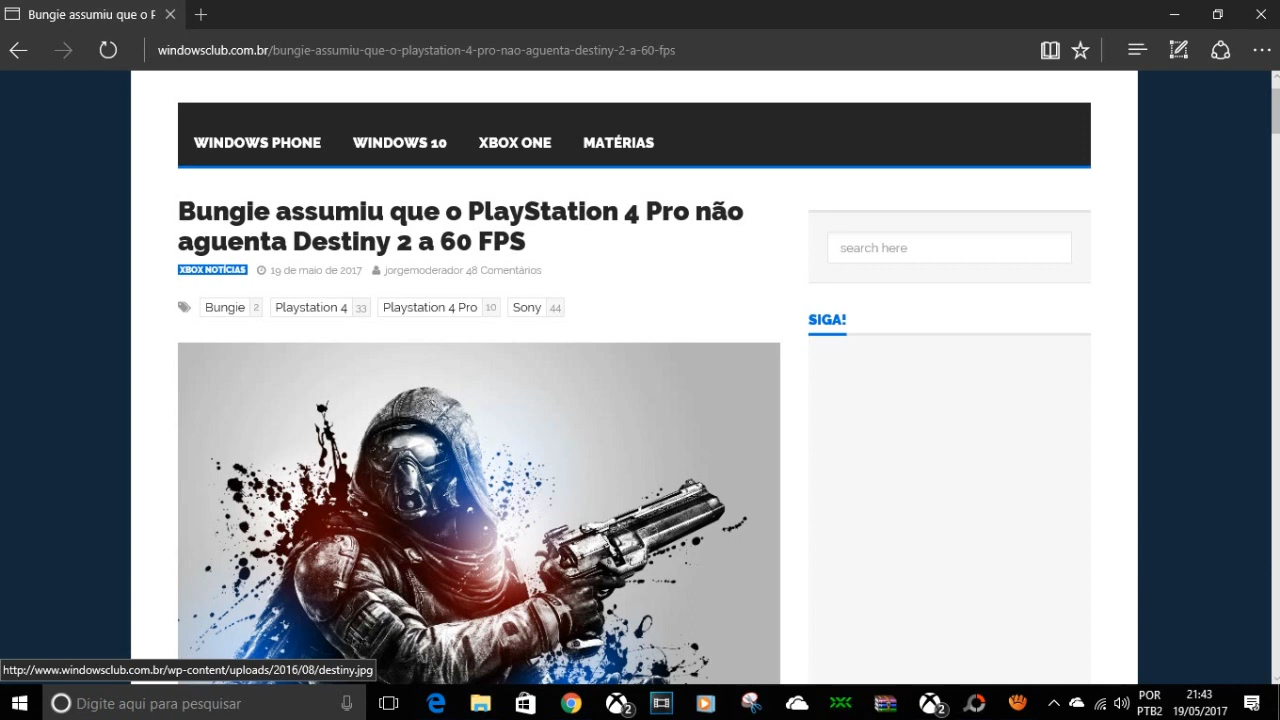 Bungie assumiu que o P
windowsclub.com.br/bungie-assumiu-que-o-playstation-4-pro-nao-aguenta-destiny-2-a-60-fps
WINDOWS PHONE WINDOWS 10 XBOX ONE MATÉRIAS
Bungie assumiu que o PlayStation 4 Pro não
aguenta Destiny 2 a 60 FPS
XBOX NOTÍCIAS 19 de maio de 2017 jorgemoderador 48 Comentários
Bungie 2 Playstation 4 33 Playstation 4 Pro 10 Sony 44
search here
SIGA!
http://www.windowsclub.com.br/wp-content/uploads/2016/08/destiny.jpg
Digite aqui para pesquisar
2
2
POR
PTB2
21:43
19/05/2017